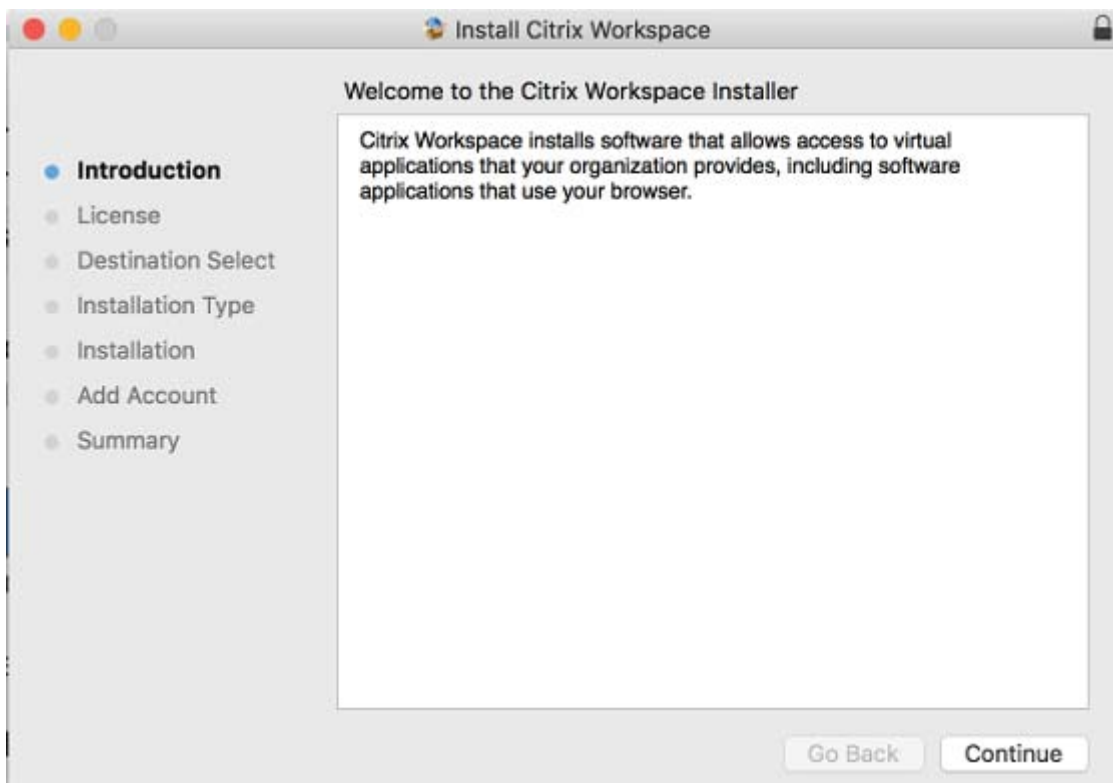 Install Citrix Workspace
Welcome to the Citrix Workspace Installer
Introduction
License
Destination Select
Installation Type
Installation
Add Account
Summary
Citrix Workspace installs software that allows access to virtual
applications that your organization provides, including software
applications that use your browser.
Go Back
Continue